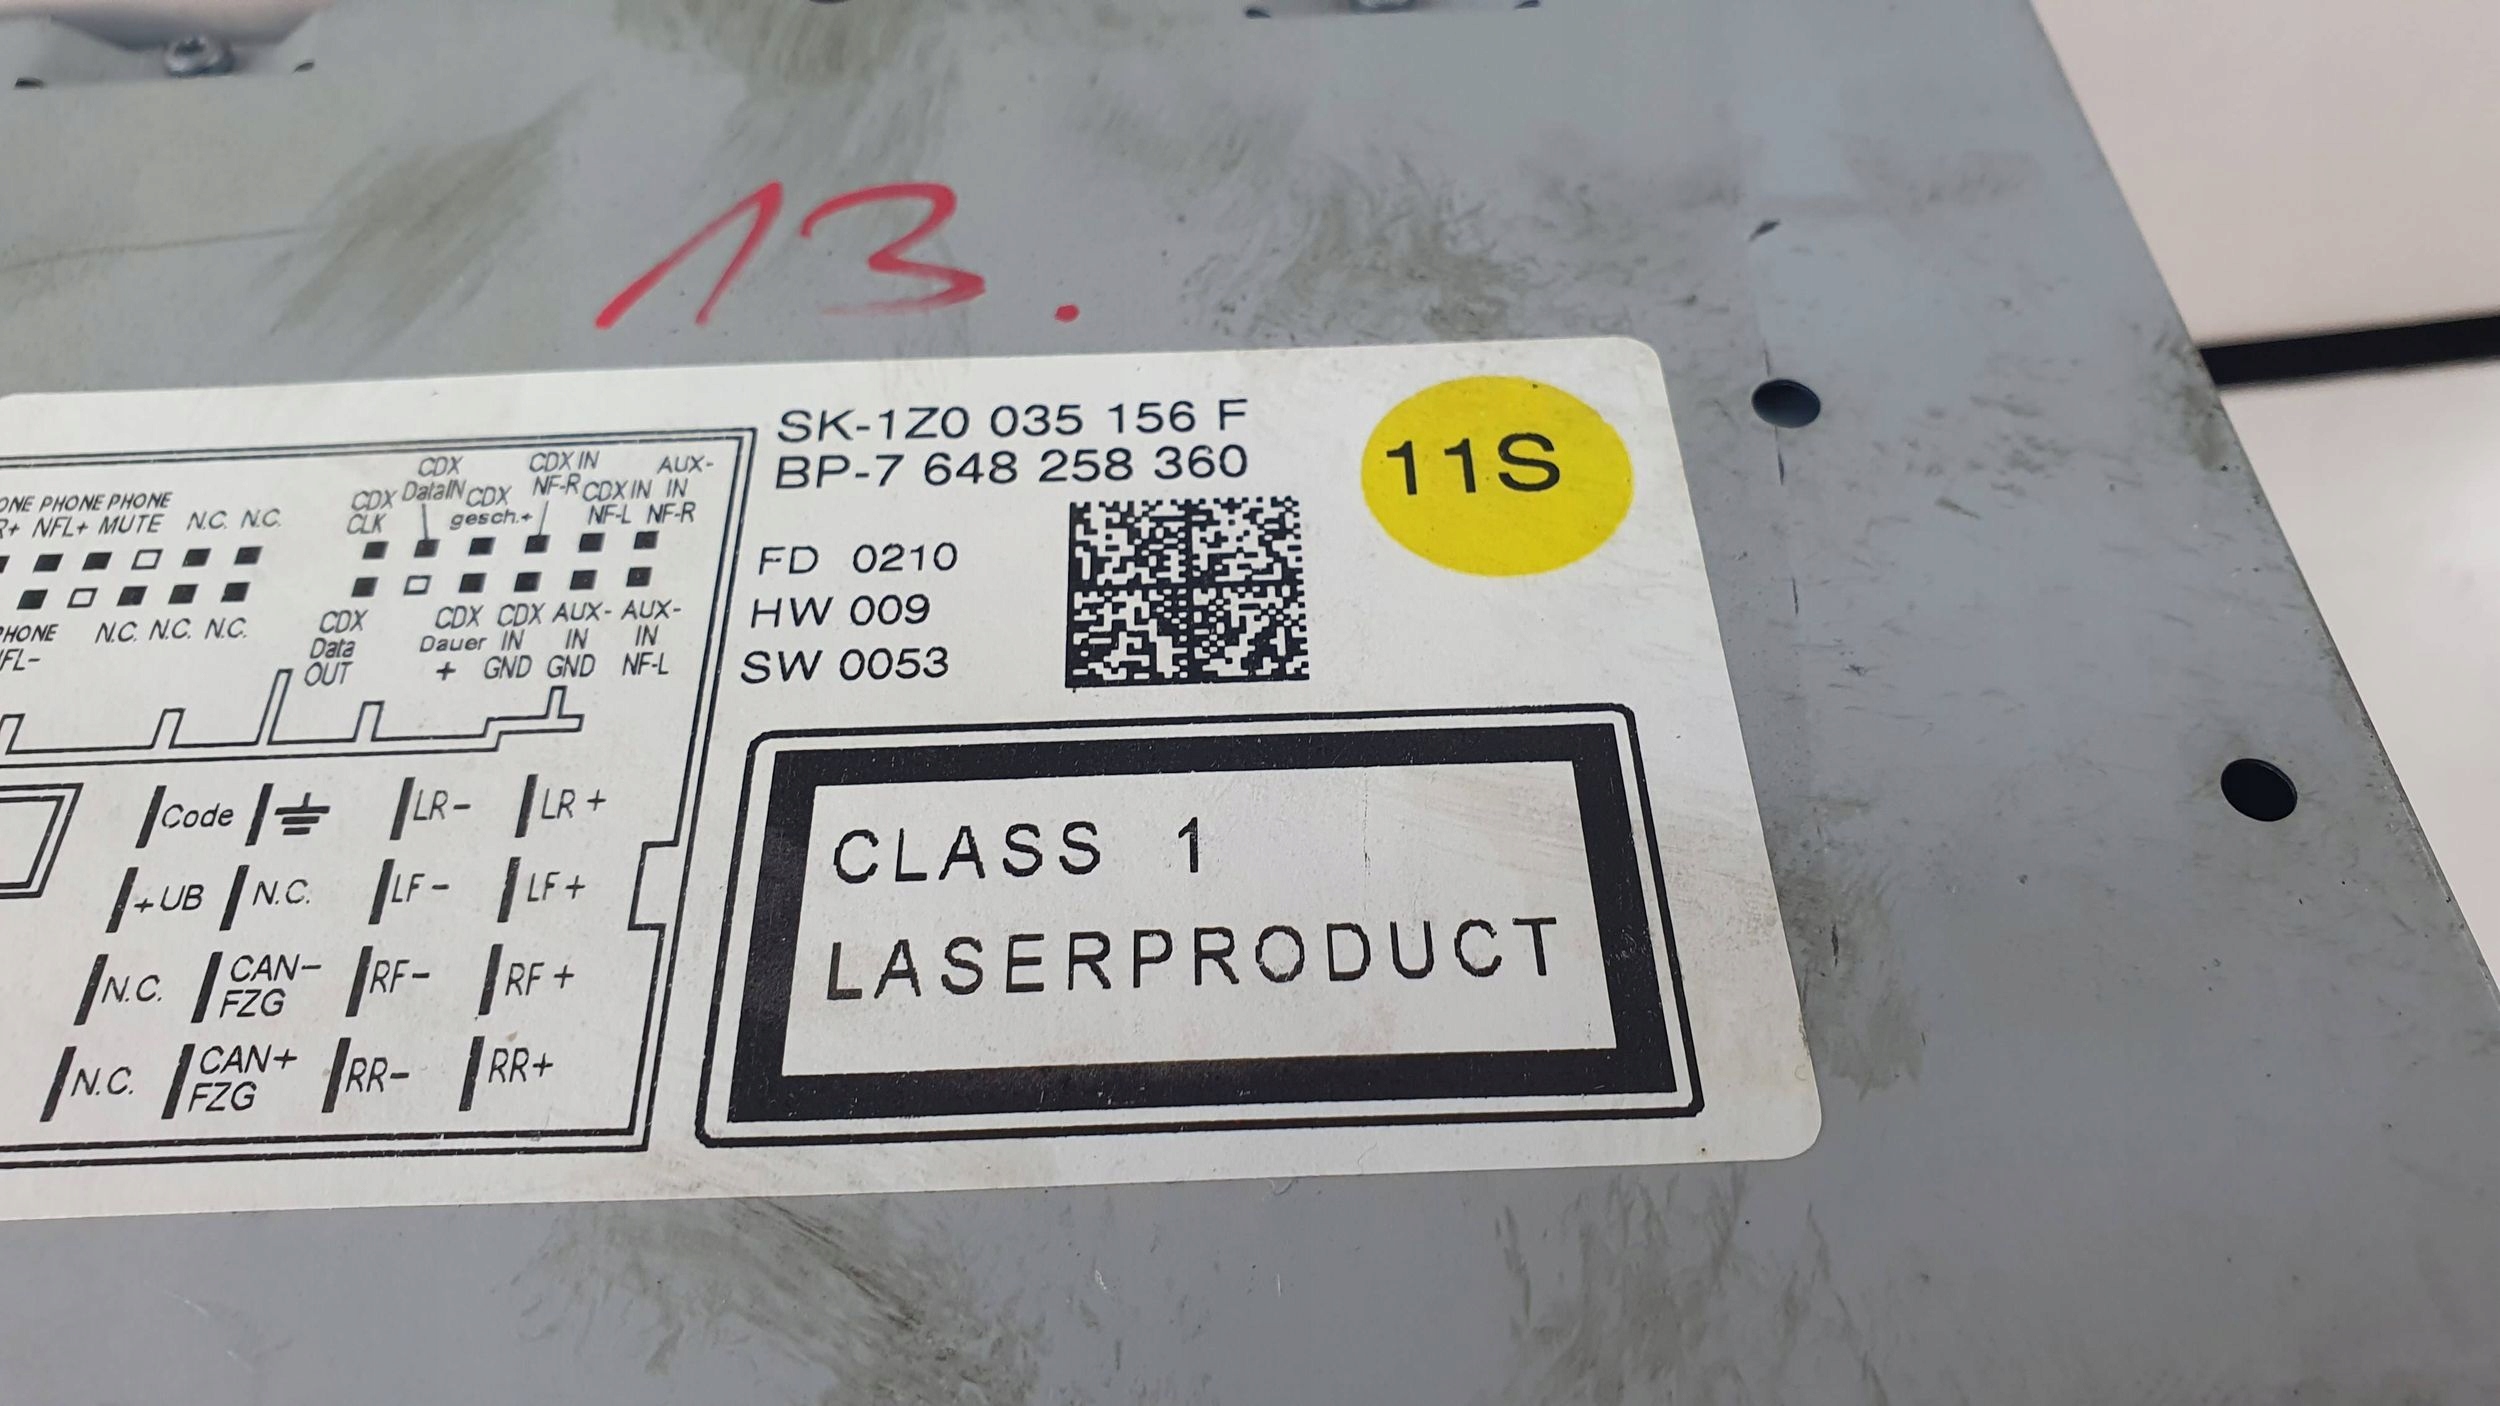 13.
SK-1Z0 035 156 F
BP-7 648 258 360
11S
FD 0210
HW 009
SW 0053
PHONE PHONE
NFL+ MUTE N.C. N.C.
N.C. N.C. N.C.
CDX CLK
CDX DataIN
CDX gesch.+
CDX IN NF-R
CDX IN NF-L
AUX-IN NF-R
CDX Data OUT
CDX Dauer +
CDX IN GND
AUX-IN GND
AUX-IN NF-L
Code LR- LR+
+UB N.C. LF- LF+
N.C. CAN- FZG RF- RF+
N.C. CAN+ FZG RR- RR+
CLASS 1
LASERPRODUCT